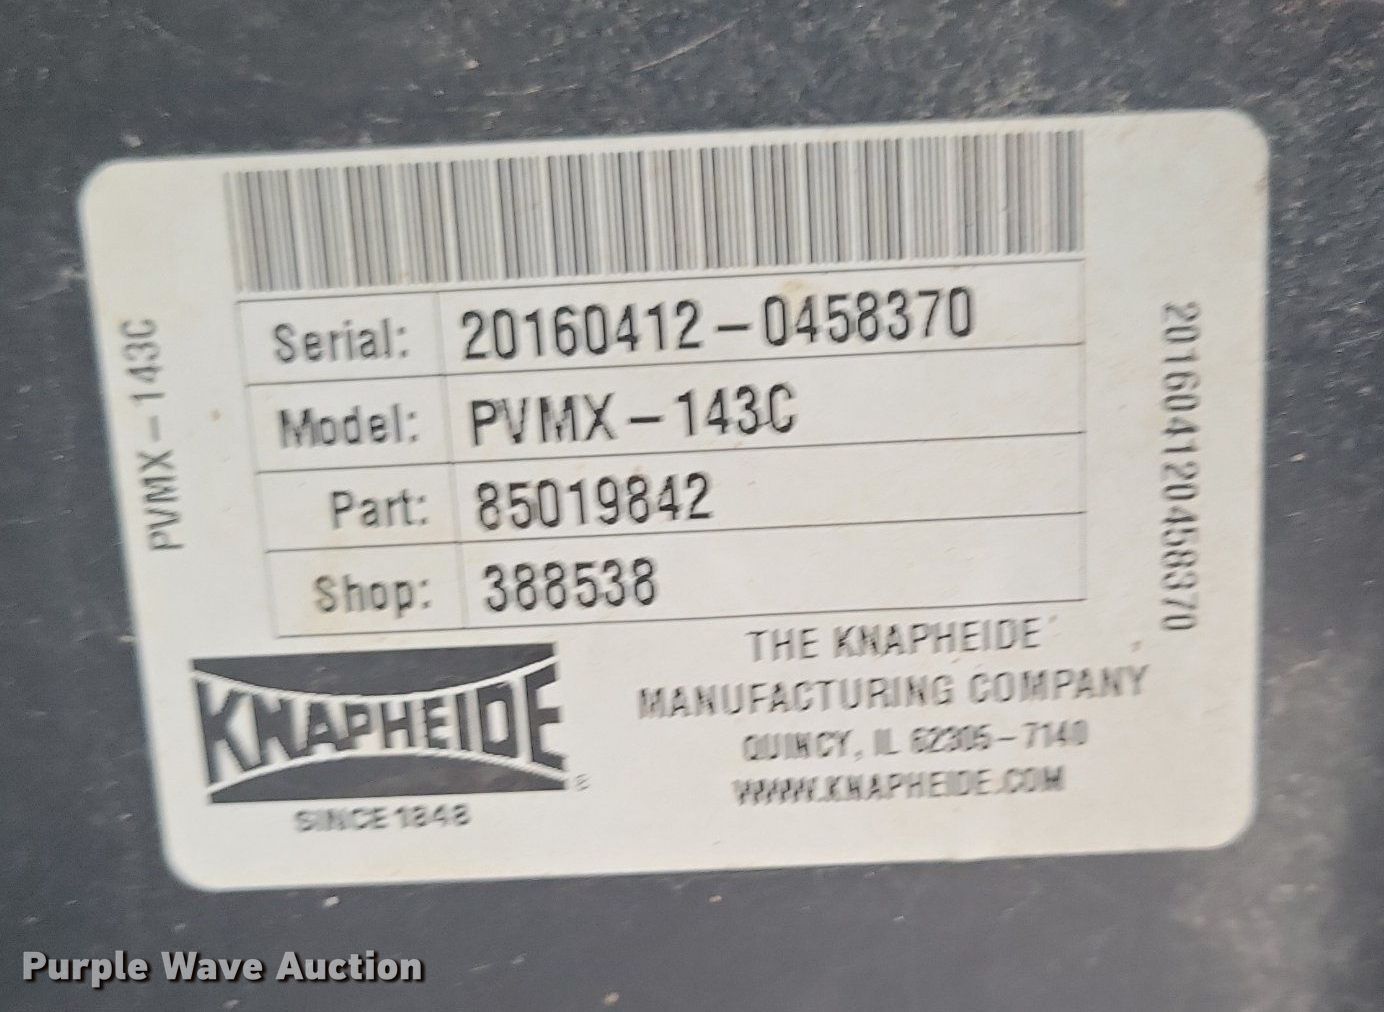 PVMX-143C
Serial: 20160412-0458370
Model: PVMX-143C
Part: 85019842
Shop: 388538
201604120458370
KNAPHEIDE®
SINCE 1848
THE KNAPHEIDE
MANUFACTURING COMPANY
QUINCY, IL 62305-7140
WWW.KNAPHEIDE.COM
Purple Wave Auction